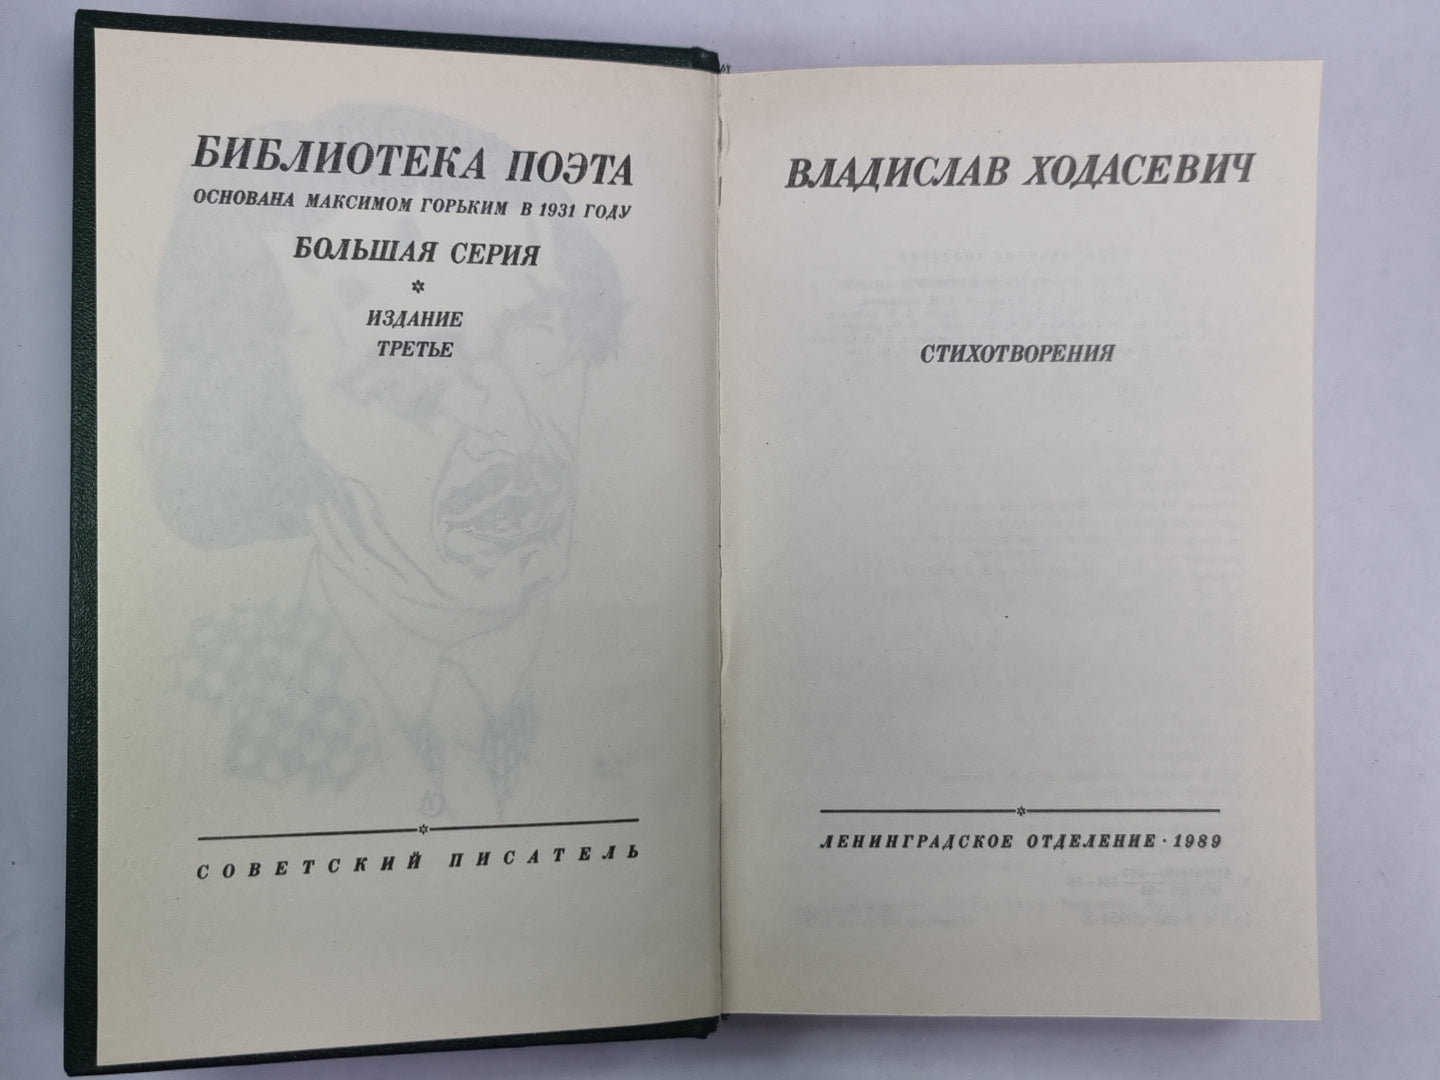 БИБЛИОТЕКА ПОЭТА
ОСНОВАНА МАКСИМОМ ГОРЬКИМ В 1931 ГОДУ
БОЛЬШАЯ СЕРИЯ
ИЗДАНИЕ
ТРЕТЬЕ
СОВЕТСКИЙ ПИСАТЕЛЬ
ВЛАДИСЛАВ ХОДАСЕВИЧ
СТИХОТВОРЕНИЯ
ЛЕНИНГРАДСКОЕ ОТДЕЛЕНИЕ · 1989